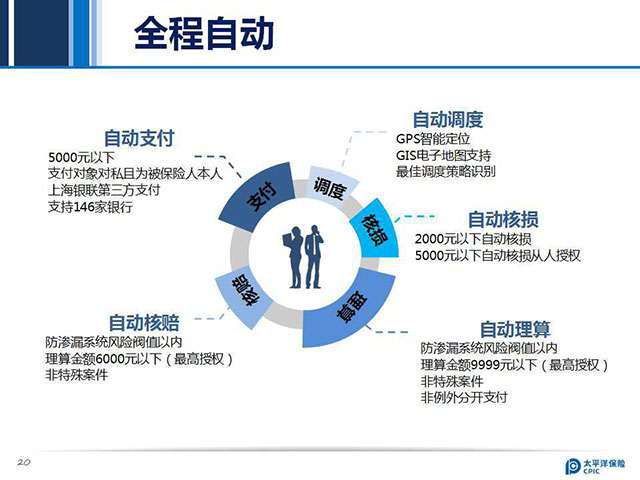 全程自动
自动调度
GPS智能定位
GIS电子地图支持
最佳调度策略识别
自动支付
5000元以下
支付对象对私且为被保险人本人
上海银联第三方支付
支持146家银行
支付
调度
核损
理算
核赔
自动核损
2000元以下自动核损
5000元以下自动核损从人授权
自动核赔
防渗漏系统风险阀值以内
理算金额6000元以下（最高授权）
非特殊案件
自动理算
防渗漏系统风险阀值以内
理算金额9999元以下（最高授权）
非特殊案件
非例外分开支付
20
太平洋保险
CPIC